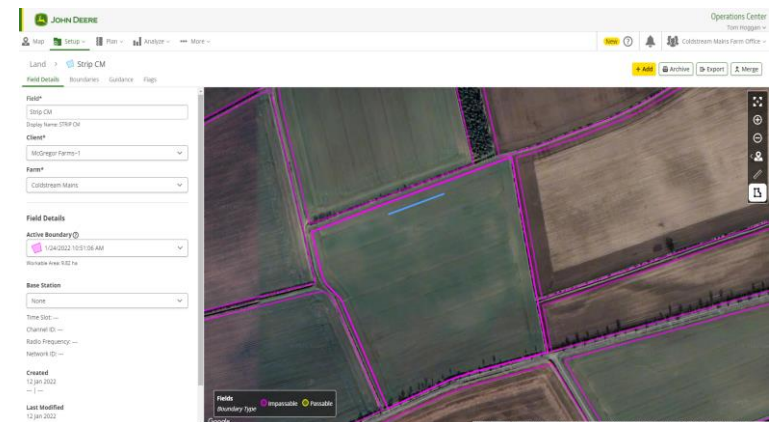 JOHN DEERE
Operations Center
Tom Hoggan
Map Setup Plan Analyze More
New
Coldstream Mains Farm Office
Land > Strip CM
+ Add Archive Export Merge
Field Details Boundaries Guidance Flags
Field*
Strip CM
Display Name: STRIP CM
Client*
McGregor Farms~1
Farm*
Coldstream Mains
Field Details
Active Boundary
1/24/2022 10:51:06 AM
Workable Area
Base Station
None
Time Slot: ---
Channel ID: ---
Radio Frequency: ---
Network ID: ---
Created
12 Jan 2022
--- | ---
Last Modified
12 Jan 2022
Fields
Boundary Type Impassable Passable
Google